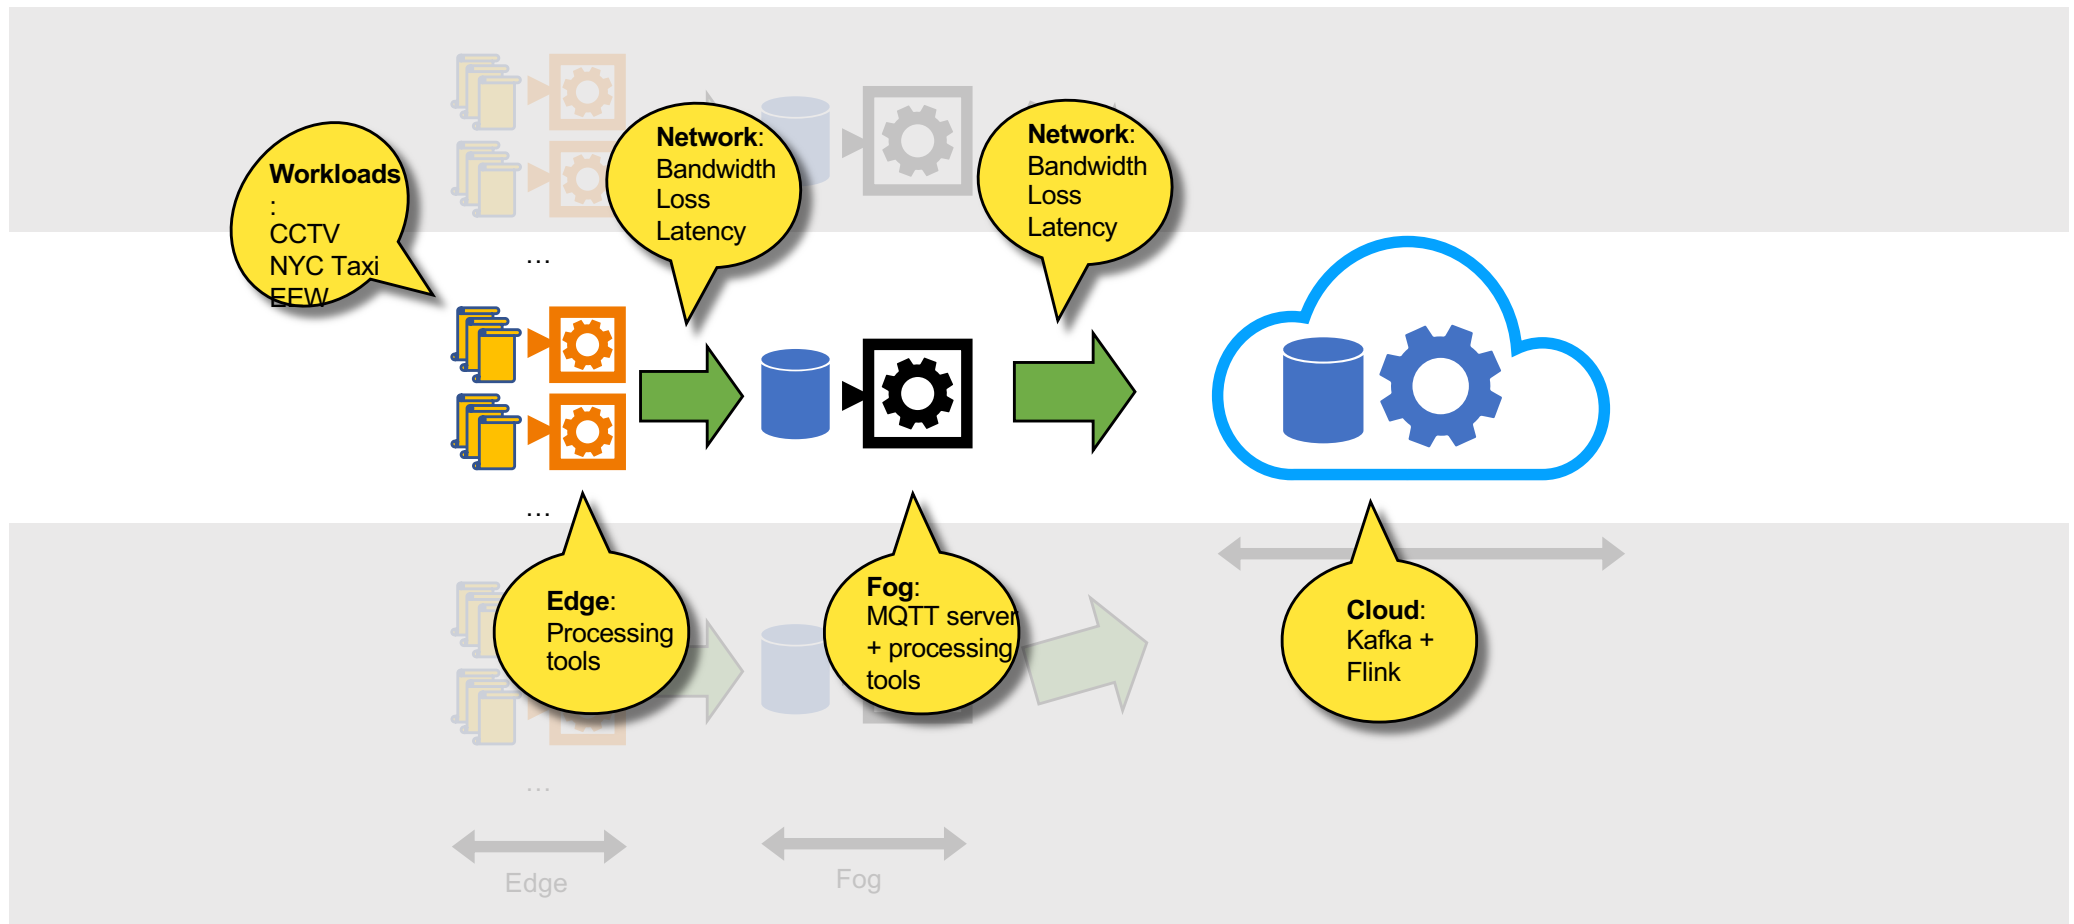 Workloads
:
CCTV
NYC Taxi
EEW
Network:
Bandwidth
Loss
Latency
Network:
Bandwidth
Loss
Latency
...
...
Edge:
Processing
tools
Fog:
MQTT server
+ processing
tools
Cloud:
Kafka +
Flink
...
Edge
Fog